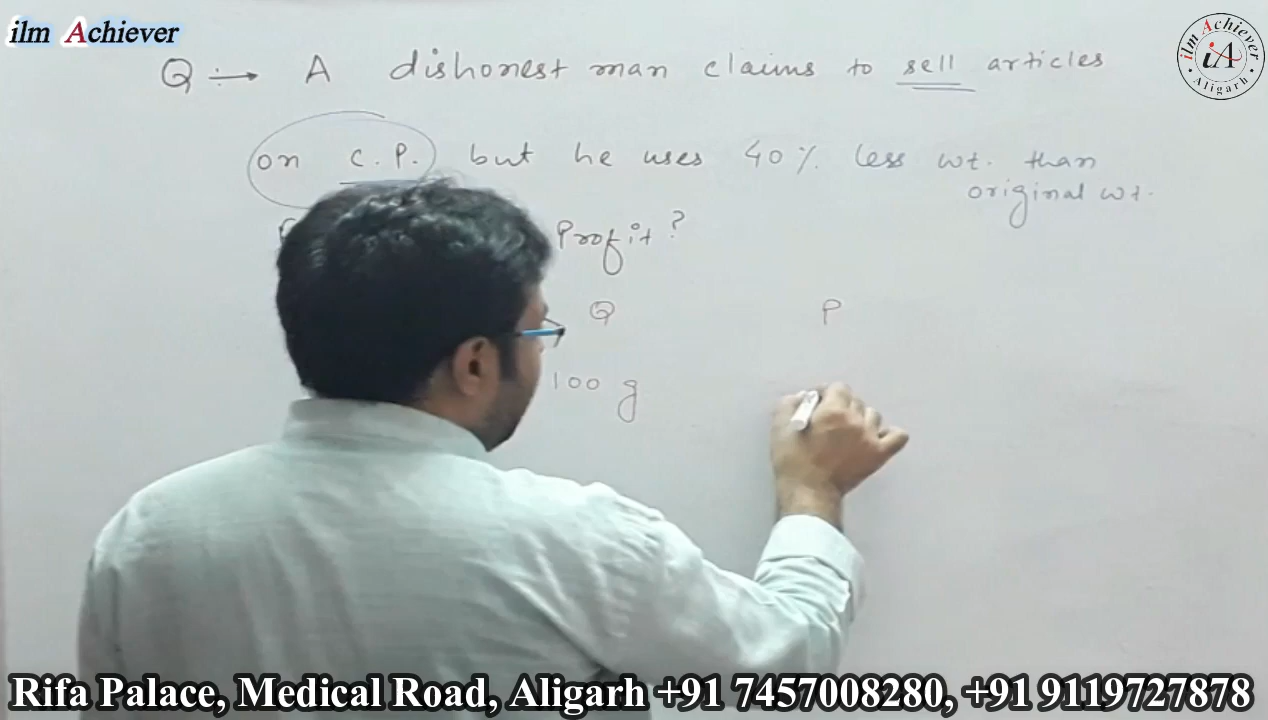 ilm Achiever
ilm Achiever
iA
Aligarh
Q :→ A dishonest man claims to sell articles
on C.P. but he uses 40% less wt. than
original wt.
Profit?
Q P
100 g
Rifa Palace, Medical Road, Aligarh +91 7457008280, +91 9119727878